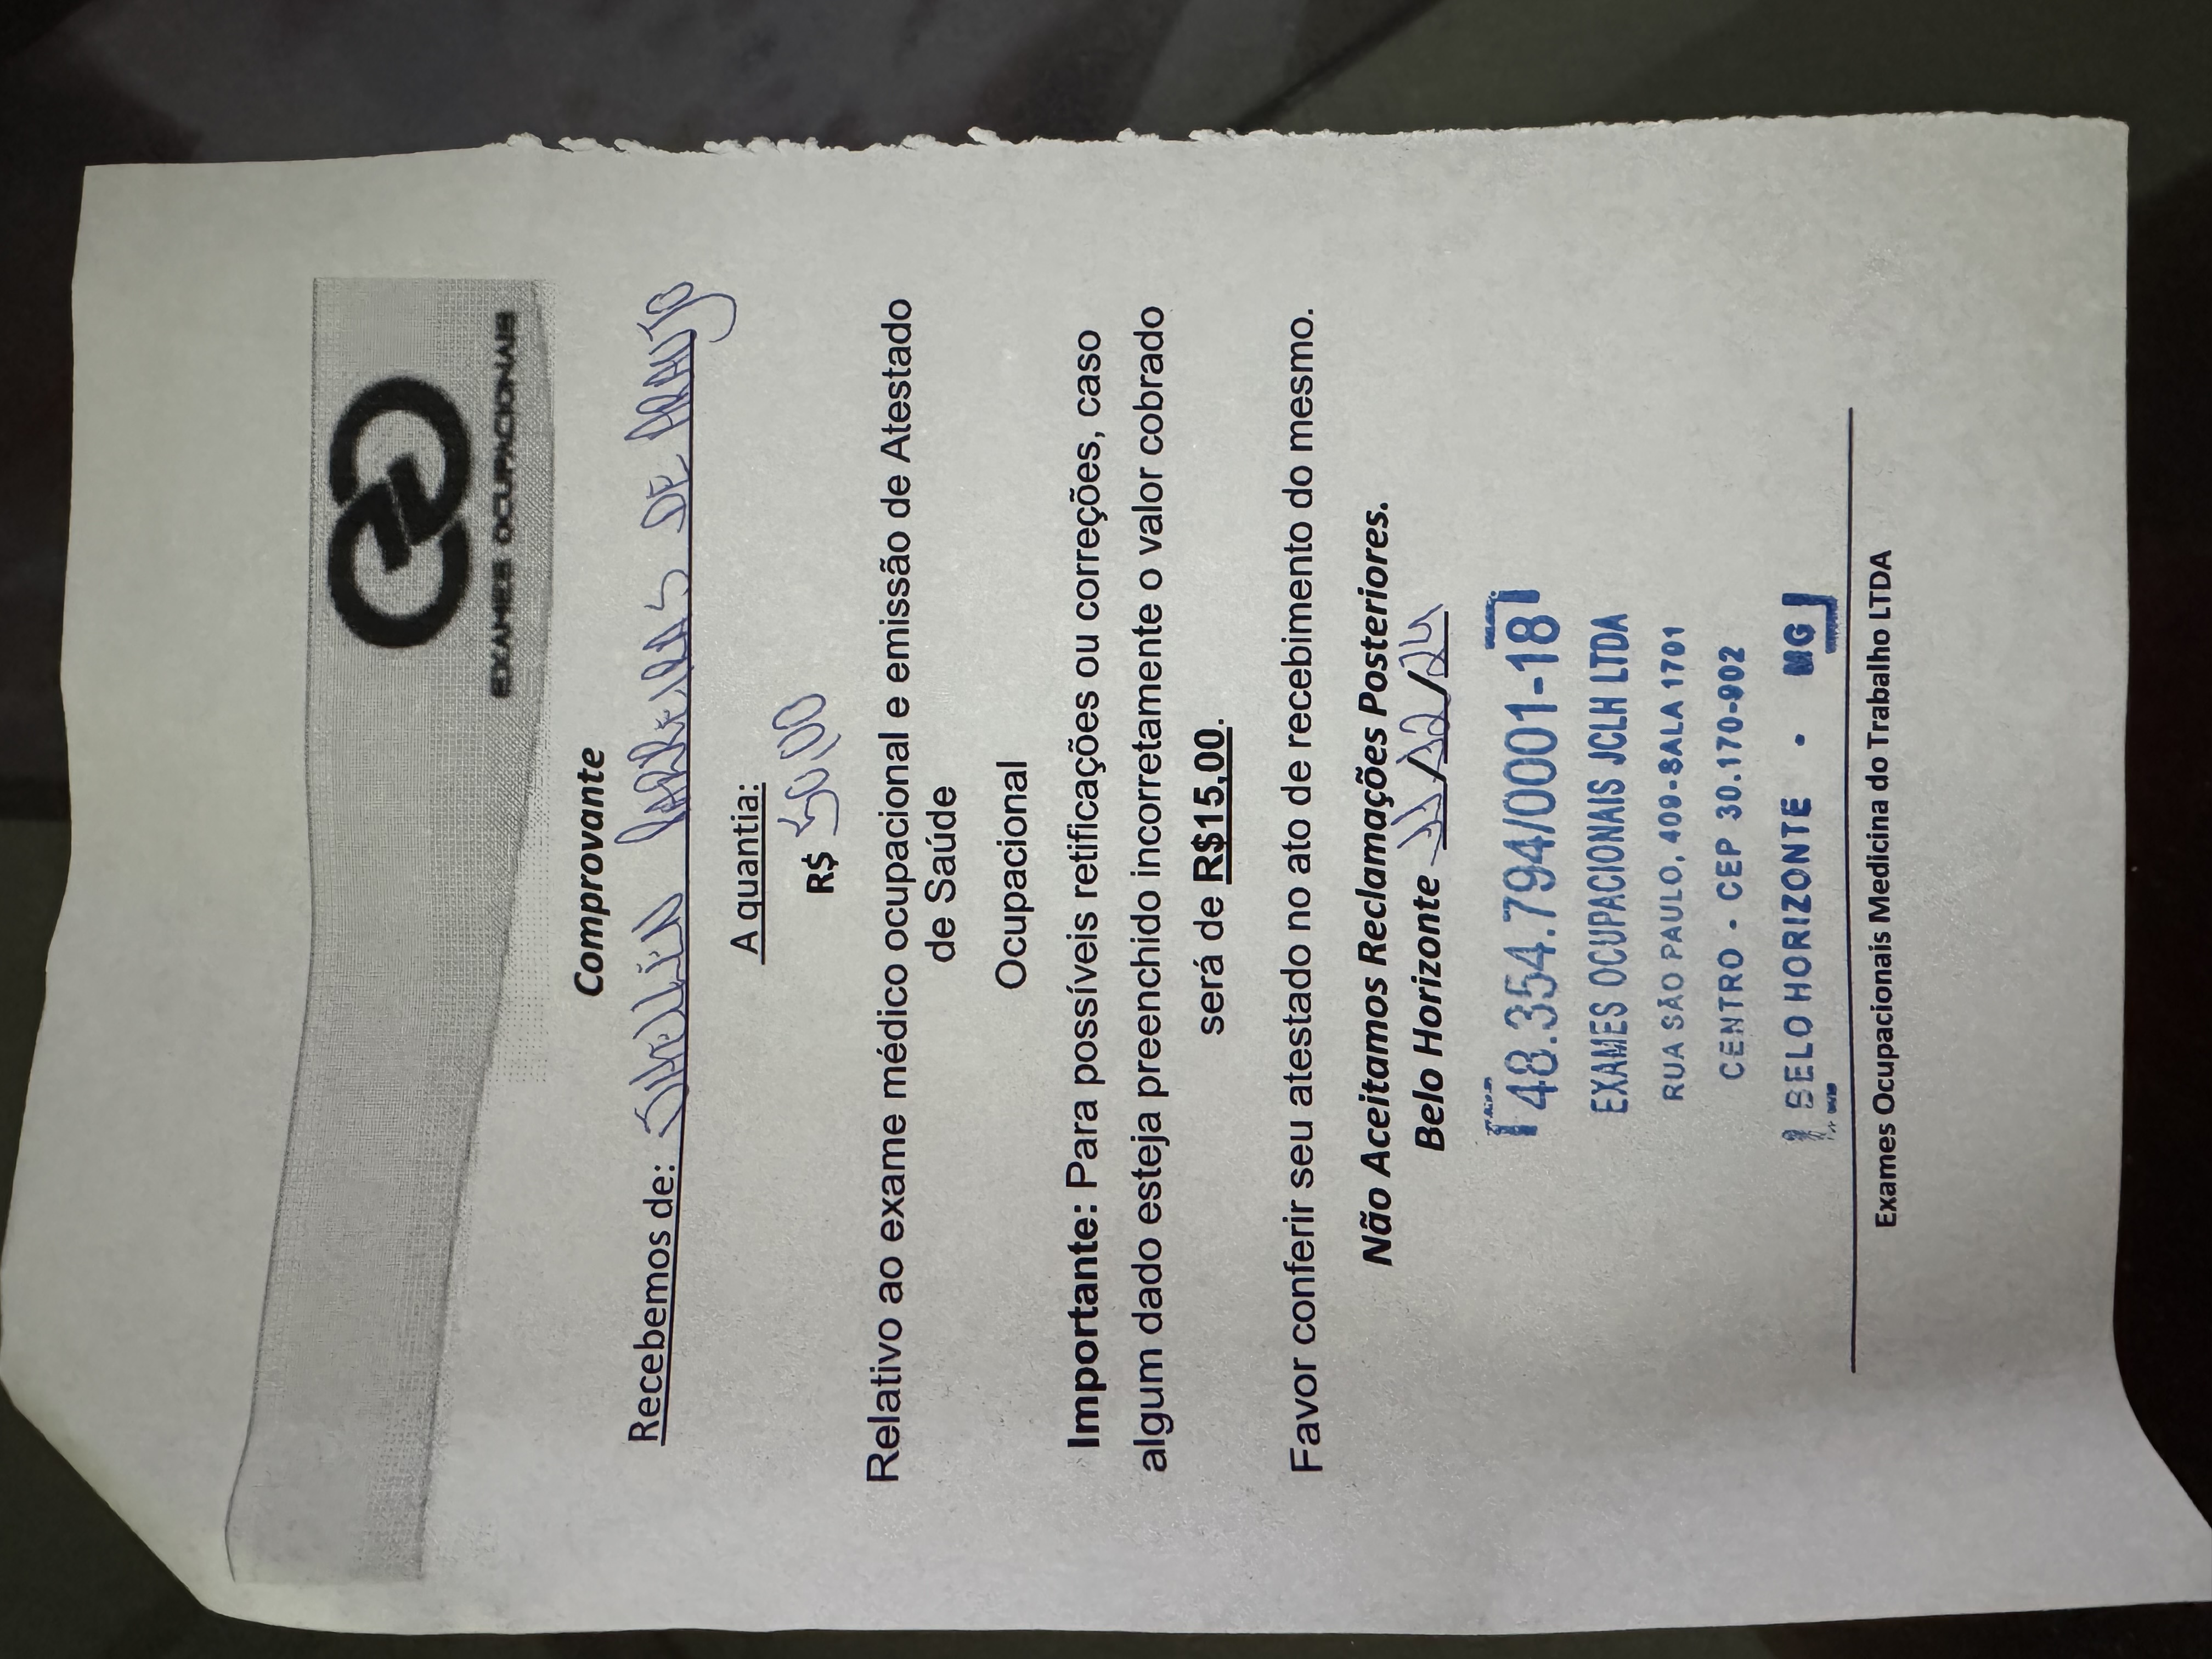 EXAMES OCUPACIONAIS
Comprovante
Recebemos de: SHELLEN PARREIRAS DE ARAUJO
A quantia:
R$ 50,00
Relativo ao exame médico ocupacional e emissão de Atestado
de Saúde
Ocupacional
Importante: Para possíveis retificações ou correções, caso
algum dado esteja preenchido incorretamente o valor cobrado
será de R$15,00.
Favor conferir seu atestado no ato de recebimento do mesmo.
Não Aceitamos Reclamações Posteriores.
Belo Horizonte 11/12/24
48.354.794/0001-18
EXAMES OCUPACIONAIS JCLH LTDA
RUA SÃO PAULO, 409-SALA 1701
CENTRO - CEP 30.170-902
BELO HORIZONTE - MG
Exames Ocupacionais Medicina do Trabalho LTDA